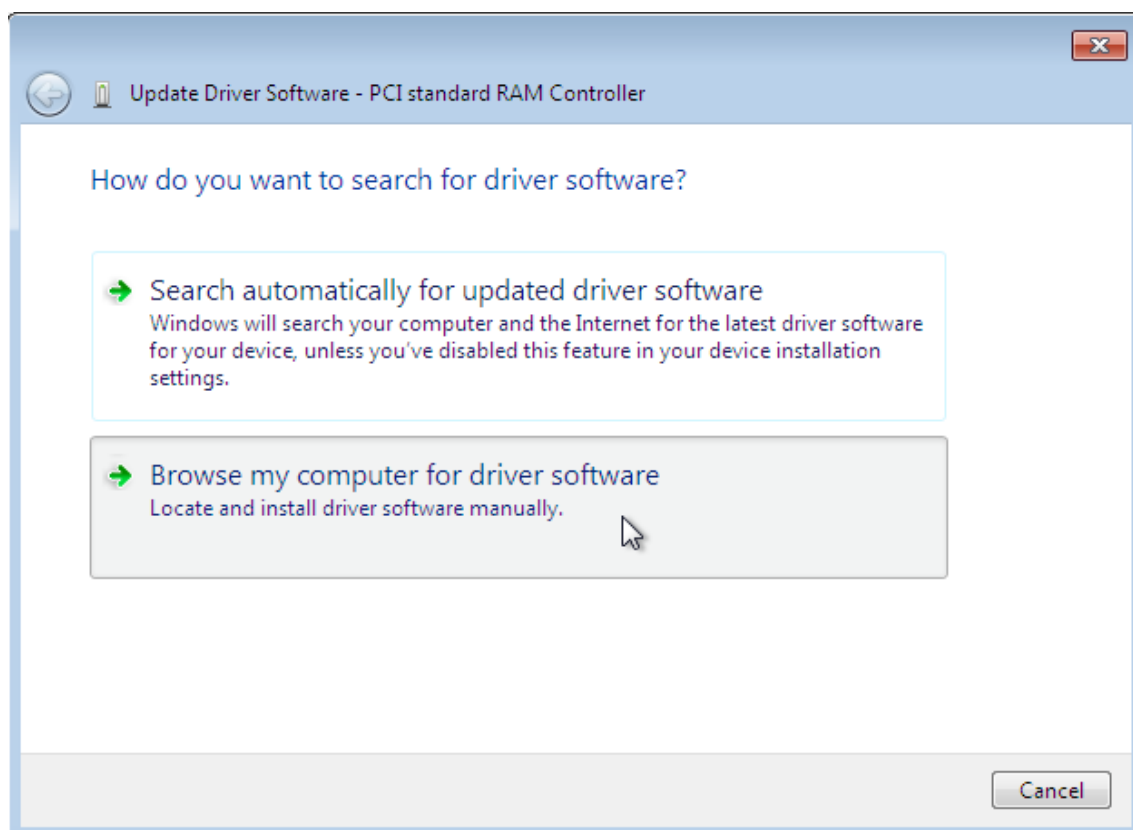 Update Driver Software - PCI standard RAM Controller
How do you want to search for driver software?
Search automatically for updated driver software
Windows will search your computer and the Internet for the latest driver software
for your device, unless you've disabled this feature in your device installation
settings.
Browse my computer for driver software
Locate and install driver software manually.
Cancel